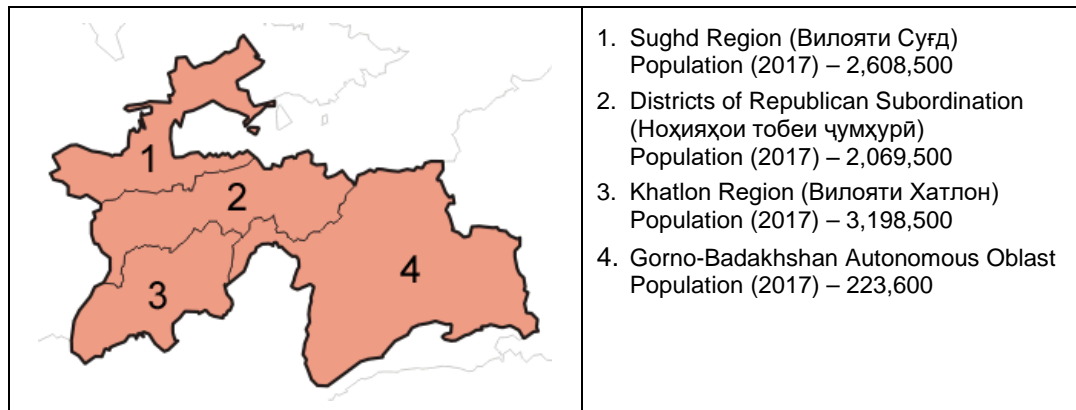 1
2
3
4
1. Sughd Region (Вилояти Суғд)
Population (2017) – 2,608,500
2. Districts of Republican Subordination
(Ноҳияҳои тобеи ҷумҳурӣ)
Population (2017) – 2,069,500
3. Khatlon Region (Вилояти Хатлон)
Population (2017) – 3,198,500
4. Gorno-Badakhshan Autonomous Oblast
Population (2017) – 223,600